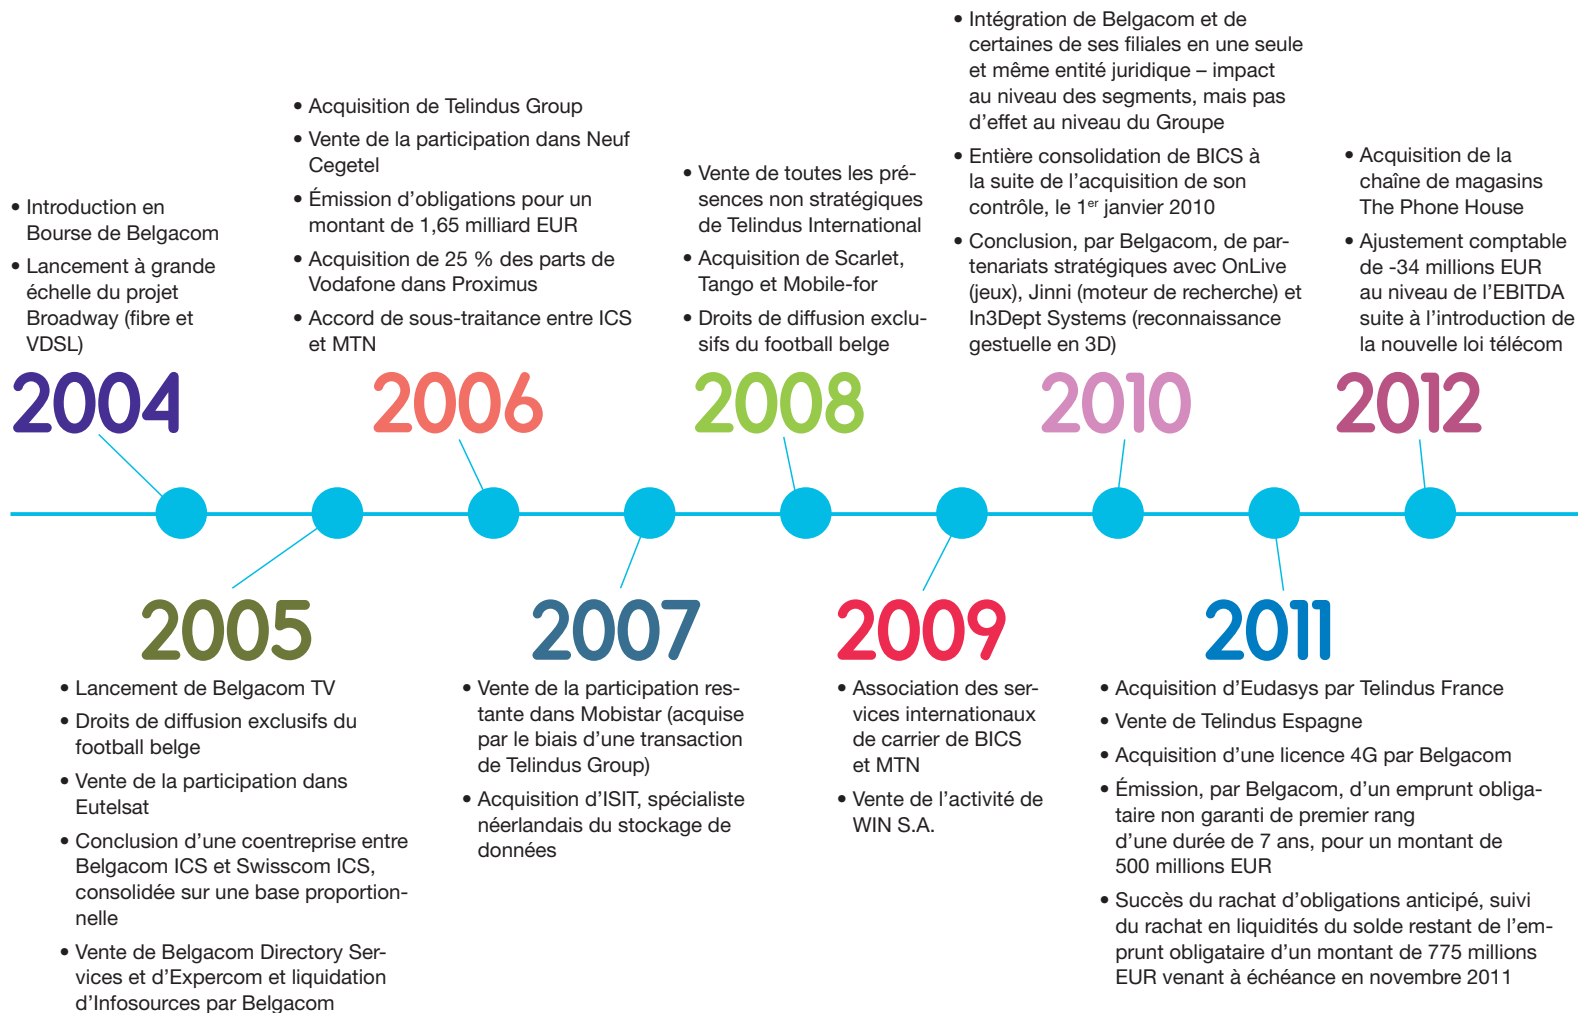 • Introduction en
Bourse de Belgacom
• Lancement à grande
échelle du projet
Broadway (fibre et
VDSL)
2004
• Lancement de Belgacom TV
• Droits de diffusion exclusifs du
football belge
• Vente de la participation dans
Eutelsat
• Conclusion d’une coentreprise entre
Belgacom ICS et Swisscom ICS,
consolidée sur une base proportion-
nelle
• Vente de Belgacom Directory Ser-
vices et d’Expercom et liquidation
d’Infosources par Belgacom
2005
• Acquisition de Telindus Group
• Vente de la participation dans Neuf
Cegetel
• Émission d’obligations pour un
montant de 1,65 milliard EUR
• Acquisition de 25 % des parts de
Vodafone dans Proximus
• Accord de sous-traitance entre ICS
et MTN
2006
2007
• Vente de la participation res-
tante dans Mobistar (acquise
par le biais d’une transaction
de Telindus Group)
• Acquisition d’ISIT, spécialiste
néerlandais du stockage de
données
• Vente de toutes les pré-
sences non stratégiques
de Telindus International
• Acquisition de Scarlet,
Tango et Mobile-for
• Droits de diffusion exclu-
sifs du football belge
2008
2009
• Association des ser-
vices internationaux
de carrier de BICS
et MTN
• Vente de l’activité de
WIN S.A.
• Intégration de Belgacom et de
certaines de ses filiales en une seule
et même entité juridique – impact
au niveau des segments, mais pas
d’effet au niveau du Groupe
• Entière consolidation de BICS à
la suite de l’acquisition de son
contrôle, le 1er janvier 2010
• Conclusion, par Belgacom, de par-
tenariats stratégiques avec OnLive
(jeux), Jinni (moteur de recherche) et
In3Dept Systems (reconnaissance
gestuelle en 3D)
2010
2011
• Acquisition d’Eudasys par Telindus France
• Vente de Telindus Espagne
• Acquisition d’une licence 4G par Belgacom
• Émission, par Belgacom, d’un emprunt obliga-
taire non garanti de premier rang
d’une durée de 7 ans, pour un montant de
500 millions EUR
• Succès du rachat d’obligations anticipé, suivi
du rachat en liquidités du solde restant de l’em-
prunt obligataire d’un montant de 775 millions
EUR venant à échéance en novembre 2011
• Acquisition de la
chaîne de magasins
The Phone House
• Ajustement comptable
de -34 millions EUR
au niveau de l’EBITDA
suite à l’introduction de
la nouvelle loi télécom
2012